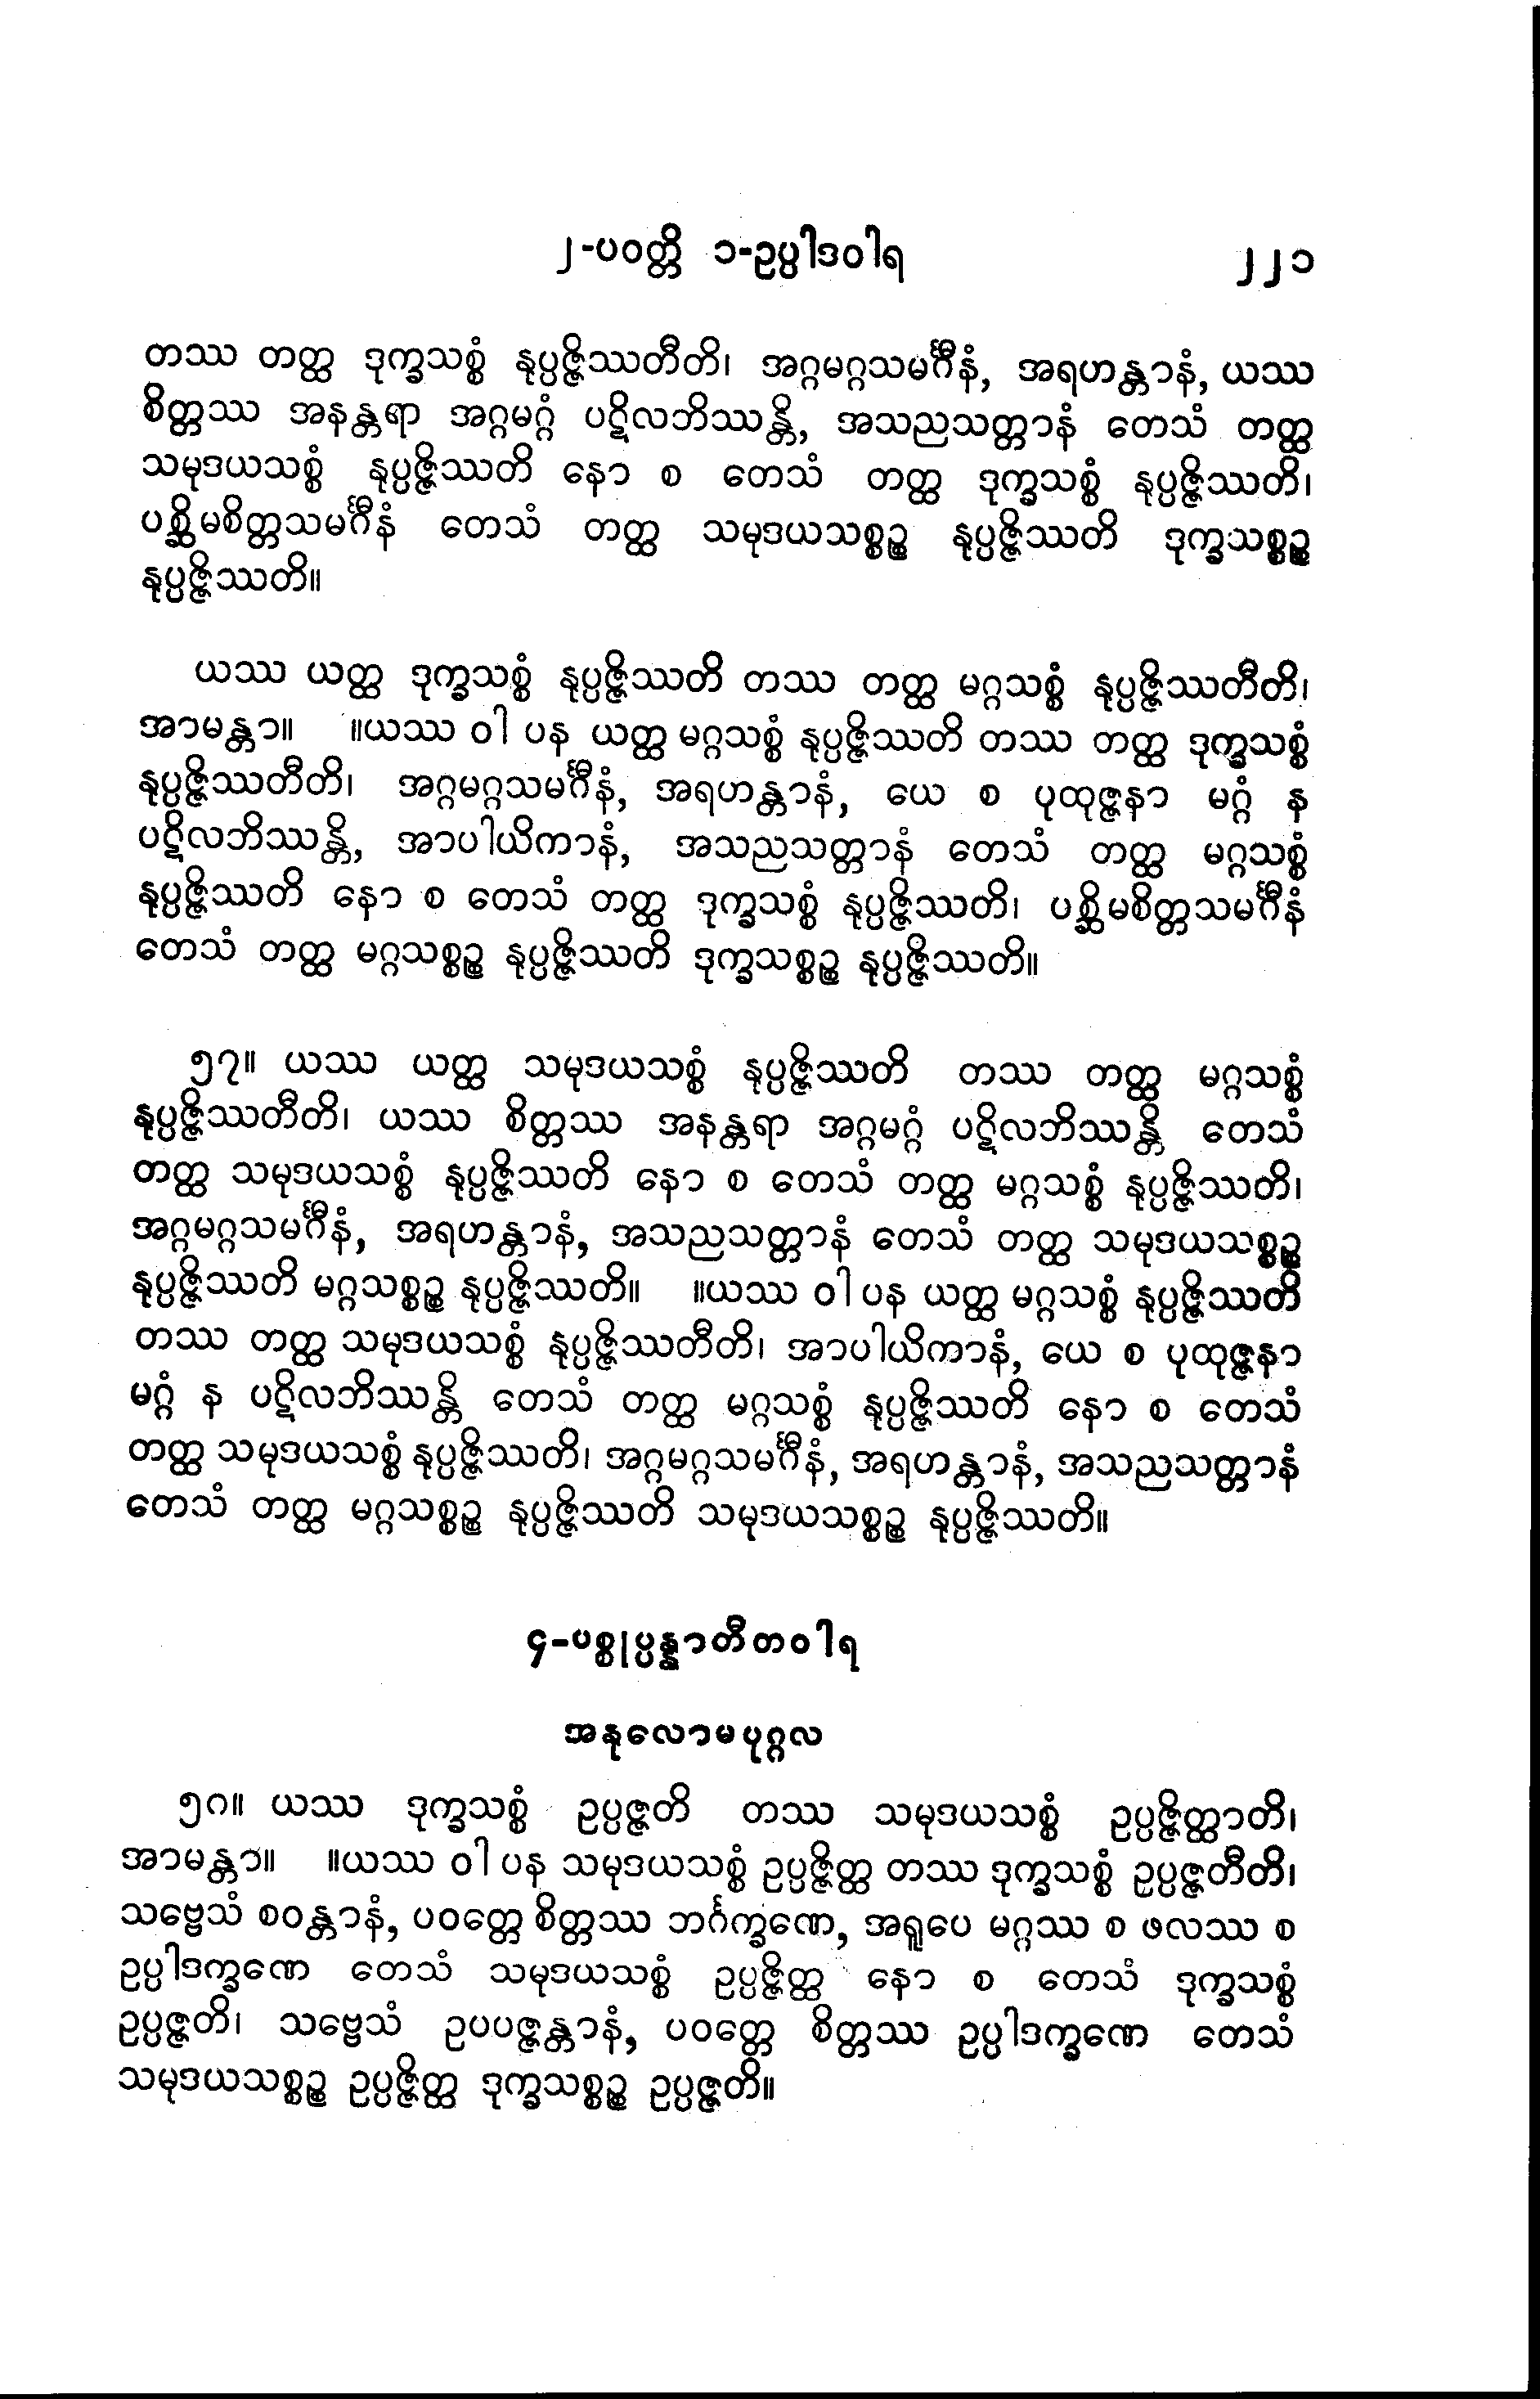 ၂-ပဝတ္တိ ၁-ဥပ္ပါဒဝါရ ၂၂၁
တဿ တတ္ထ ဒုက္ခသစ္စံ နုပ္ပဇ္ဇိဿတီတိ၊ အဂ္ဂမဂ္ဂသမင်္ဂီနံ, အရဟန္တာနံ, ယဿ
စိတ္တဿ အနန္တရာ အဂ္ဂမဂ္ဂံ ပဋိလဘိဿန္တိ, အသညသတ္တာနံ တေသံ တတ္ထ
သမုဒယသစ္စံ နုပ္ပဇ္ဇိဿတိ နော စ တေသံ တတ္ထ ဒုက္ခသစ္စံ နုပ္ပဇ္ဇိဿတိ၊
ပစ္ဆိမစိတ္တသမင်္ဂီနံ တေသံ တတ္ထ သမုဒယသစ္စဉ္စ နုပ္ပဇ္ဇိဿတိ ဒုက္ခသစ္စဉ္စ
နုပ္ပဇ္ဇိဿတိ။
ယဿ ယတ္ထ ဒုက္ခသစ္စံ နုပ္ပဇ္ဇိဿတိ တဿ တတ္ထ မဂ္ဂသစ္စံ နုပ္ပဇ္ဇိဿတီတိ၊
အာမန္တာ။ ။ယဿ ဝါ ပန ယတ္ထ မဂ္ဂသစ္စံ နုပ္ပဇ္ဇိဿတိ တဿ တတ္ထ ဒုက္ခသစ္စံ
နုပ္ပဇ္ဇိဿတီတိ၊ အဂ္ဂမဂ္ဂသမင်္ဂီနံ, အရဟန္တာနံ, ယေ စ ပုထုဇ္ဇနာ မဂ္ဂံ န
ပဋိလဘိဿန္တိ, အာပါယိကာနံ, အသညသတ္တာနံ တေသံ တတ္ထ မဂ္ဂသစ္စံ
နုပ္ပဇ္ဇိဿတိ နော စ တေသံ တတ္ထ ဒုက္ခသစ္စံ နုပ္ပဇ္ဇိဿတိ၊ ပစ္ဆိမစိတ္တသမင်္ဂီနံ
တေသံ တတ္ထ မဂ္ဂသစ္စဉ္စ နုပ္ပဇ္ဇိဿတိ ဒုက္ခသစ္စဉ္စ နုပ္ပဇ္ဇိဿတိ။
၅၇။ ယဿ ယတ္ထ သမုဒယသစ္စံ နုပ္ပဇ္ဇိဿတိ တဿ တတ္ထ မဂ္ဂသစ္စံ
နုပ္ပဇ္ဇိဿတီတိ၊ ယဿ စိတ္တဿ အနန္တရာ အဂ္ဂမဂ္ဂံ ပဋိလဘိဿန္တိ တေသံ
တတ္ထ သမုဒယသစ္စံ နုပ္ပဇ္ဇိဿတိ နော စ တေသံ တတ္ထ မဂ္ဂသစ္စံ နုပ္ပဇ္ဇိဿတိ၊
အဂ္ဂမဂ္ဂသမင်္ဂီနံ, အရဟန္တာနံ, အသညသတ္တာနံ တေသံ တတ္ထ သမုဒယသစ္စဉ္စ
နုပ္ပဇ္ဇိဿတိ မဂ္ဂသစ္စဉ္စ နုပ္ပဇ္ဇိဿတိ။ ။ယဿ ဝါ ပန ယတ္ထ မဂ္ဂသစ္စံ နုပ္ပဇ္ဇိဿတိ
တဿ တတ္ထ သမုဒယသစ္စံ နုပ္ပဇ္ဇိဿတီတိ၊ အာပါယိကာနံ, ယေ စ ပုထုဇ္ဇနာ
မဂ္ဂံ န ပဋိလဘိဿန္တိ တေသံ တတ္ထ မဂ္ဂသစ္စံ နုပ္ပဇ္ဇိဿတိ နော စ တေသံ
တတ္ထ သမုဒယသစ္စံ နုပ္ပဇ္ဇိဿတိ၊ အဂ္ဂမဂ္ဂသမင်္ဂီနံ, အရဟန္တာနံ, အသညသတ္တာနံ
တေသံ တတ္ထ မဂ္ဂသစ္စဉ္စ နုပ္ပဇ္ဇိဿတိ သမုဒယသစ္စဉ္စ နုပ္ပဇ္ဇိဿတိ။
၄-ပစ္စုပ္ပန္နာတီတဝါရ
အနုလောမပုဂ္ဂလ
၅၈။ ယဿ ဒုက္ခသစ္စံ ဥပ္ပဇ္ဇတိ တဿ သမုဒယသစ္စံ ဥပ္ပဇ္ဇိတ္ထာတိ၊
အာမန္တာ။ ။ယဿ ဝါ ပန သမုဒယသစ္စံ ဥပ္ပဇ္ဇိတ္ထ တဿ ဒုက္ခသစ္စံ ဥပ္ပဇ္ဇတီတိ၊
သဗ္ဗေသံ စဝန္တာနံ, ပဝတ္တေ စိတ္တဿ ဘင်္ဂက္ခဏေ, အရူပေ မဂ္ဂဿ စ ဖလဿ စ
ဥပ္ပါဒက္ခဏေ တေသံ သမုဒယသစ္စံ ဥပ္ပဇ္ဇိတ္ထ နော စ တေသံ ဒုက္ခသစ္စံ
ဥပ္ပဇ္ဇတိ၊ သဗ္ဗေသံ ဥပပဇ္ဇန္တာနံ, ပဝတ္တေ စိတ္တဿ ဥပ္ပါဒက္ခဏေ တေသံ
သမုဒယသစ္စဉ္စ ဥပ္ပဇ္ဇိတ္ထ ဒုက္ခသစ္စဉ္စ ဥပ္ပဇ္ဇတိ။